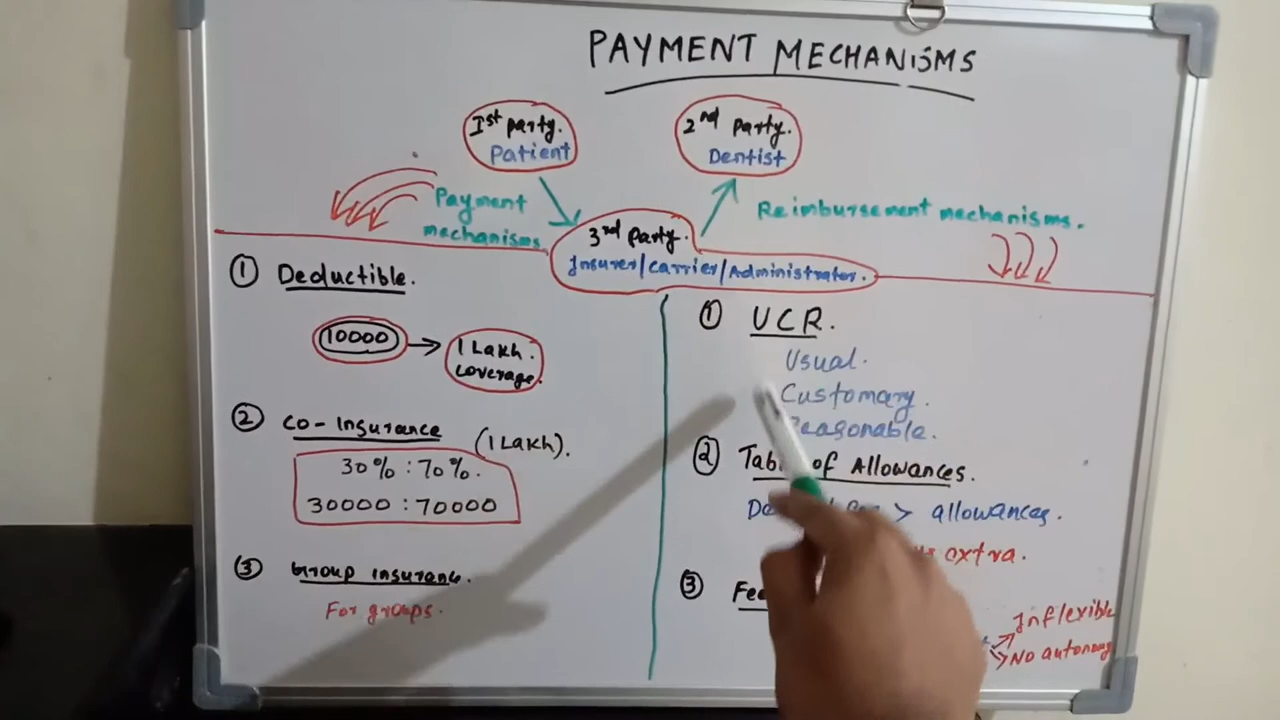 PAYMENT MECHANISMS
Ist party.
Patient
2nd party.
Dentist
Payment
mechanisms
Reimbursement mechanisms.
3rd party.
Insurer/Carrier/Administrator.
① Deductible.
10000 → 1 Lakh.
coverage.
② Co-Insurance (1 Lakh).
30% : 70%.
30000 : 70000
③ Group insurance.
For groups.
① UCR.
Usual.
Customary.
Reasonable.
② of Allowances.
> allowances.
extra.
③
Inflexible
No autonomy